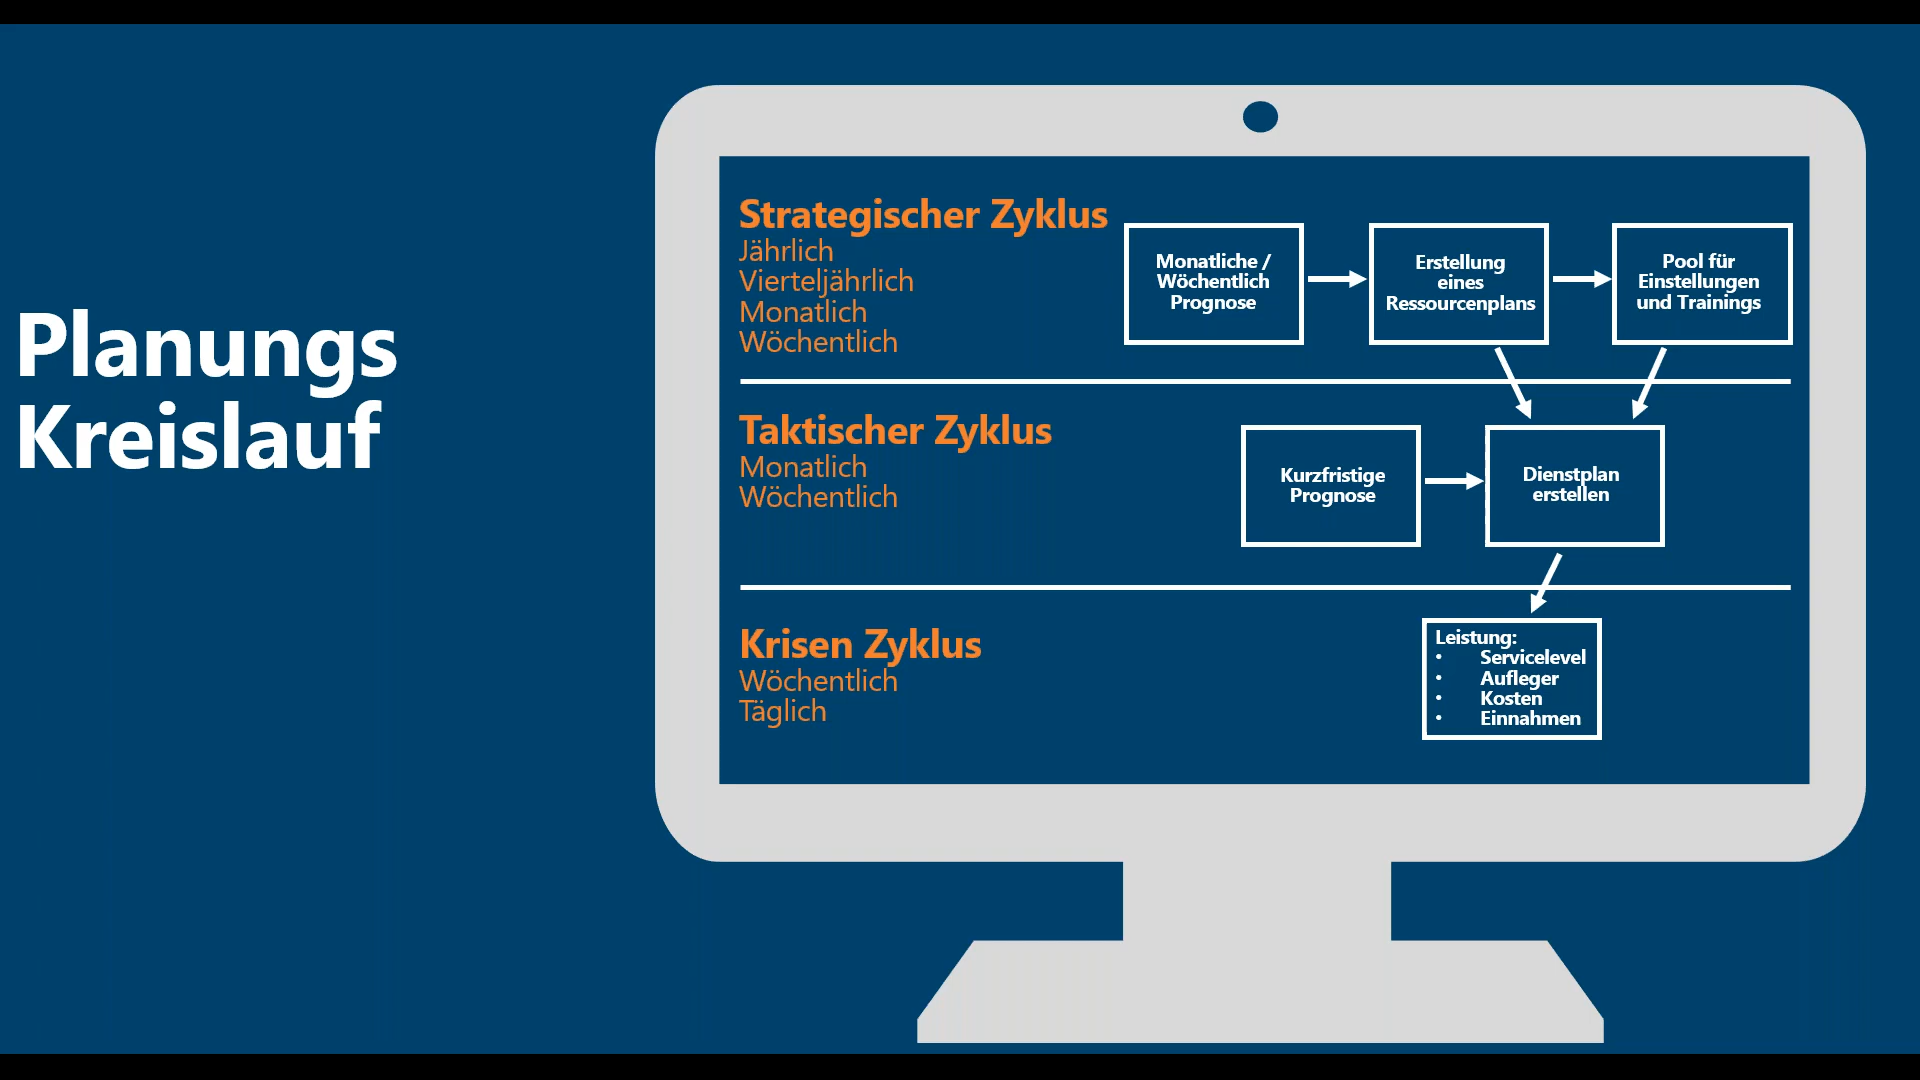 Planungs
Kreislauf
Strategischer Zyklus
Jährlich
Vierteljährlich
Monatlich
Wöchentlich
Monatliche /
Wöchentlich
Prognose
Erstellung
eines
Ressourcenplans
Pool für
Einstellungen
und Trainings
Taktischer Zyklus
Monatlich
Wöchentlich
Kurzfristige
Prognose
Dienstplan
erstellen
Krisen Zyklus
Wöchentlich
Täglich
Leistung:
• Servicelevel
• Aufleger
• Kosten
• Einnahmen